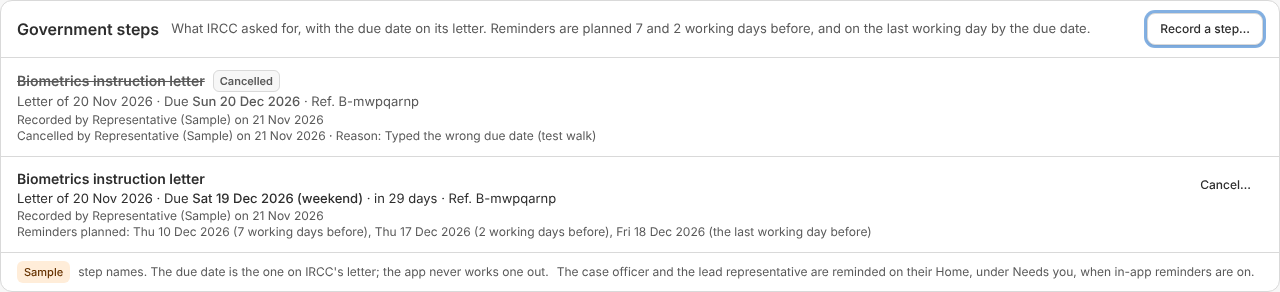 Government steps What IRCC asked for, with the due date on its letter. Reminders are planned 7 and 2 working days before, and on the last working day by the due date. Record a step...
Biometrics instruction letter Cancelled
Letter of 20 Nov 2026 · Due Sun 20 Dec 2026 · Ref. B-mwpqarnp
Recorded by Representative (Sample) on 21 Nov 2026
Cancelled by Representative (Sample) on 21 Nov 2026 · Reason: Typed the wrong due date (test walk)
Biometrics instruction letter
Cancel...
Letter of 20 Nov 2026 · Due Sat 19 Dec 2026 (weekend) · in 29 days · Ref. B-mwpqarnp
Recorded by Representative (Sample) on 21 Nov 2026
Reminders planned: Thu 10 Dec 2026 (7 working days before), Thu 17 Dec 2026 (2 working days before), Fri 18 Dec 2026 (the last working day before)
Sample step names. The due date is the one on IRCC's letter; the app never works one out. The case officer and the lead representative are reminded on their Home, under Needs you, when in-app reminders are on.